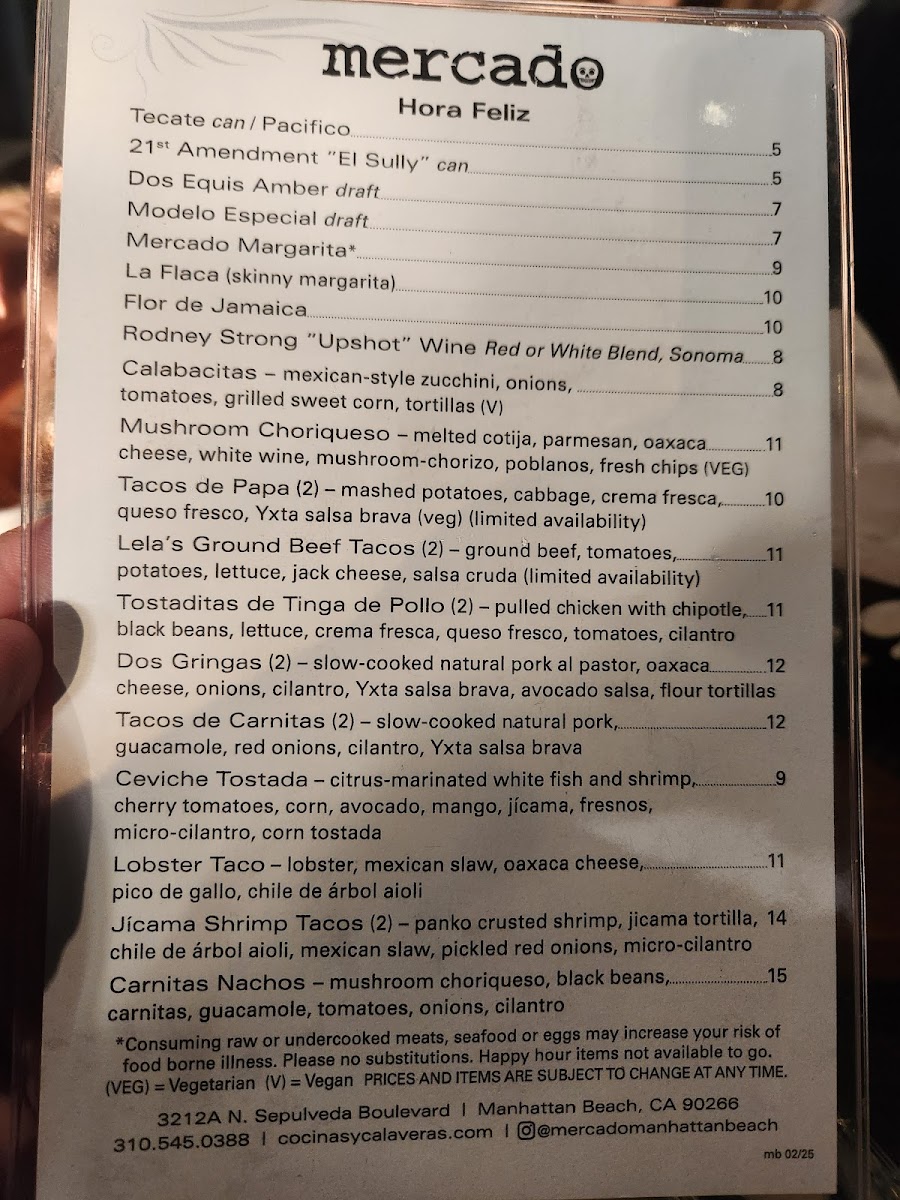 mercado
Hora Feliz
Tecate can / Pacifico 5
21st Amendment "El Sully" can 5
Dos Equis Amber draft 7
Modelo Especial draft 7
Mercado Margarita* 9
La Flaca (skinny margarita) 10
Flor de Jamaica 10
Rodney Strong "Upshot" Wine Red or White Blend, Sonoma 8
Calabacitas – mexican-style zucchini, onions, 8
tomatoes, grilled sweet corn, tortillas (V)
Mushroom Choriqueso – melted cotija, parmesan, oaxaca 11
cheese, white wine, mushroom-chorizo, poblanos, fresh chips (VEG)
Tacos de Papa (2) – mashed potatoes, cabbage, crema fresca, 10
queso fresco, Yxta salsa brava (veg) (limited availability)
Lela's Ground Beef Tacos (2) – ground beef, tomatoes, 11
potatoes, lettuce, jack cheese, salsa cruda (limited availability)
Tostaditas de Tinga de Pollo (2) – pulled chicken with chipotle, 11
black beans, lettuce, crema fresca, queso fresco, tomatoes, cilantro
Dos Gringas (2) – slow-cooked natural pork al pastor, oaxaca 12
cheese, onions, cilantro, Yxta salsa brava, avocado salsa, flour tortillas
Tacos de Carnitas (2) – slow-cooked natural pork, 12
guacamole, red onions, cilantro, Yxta salsa brava
Ceviche Tostada – citrus-marinated white fish and shrimp, 9
cherry tomatoes, corn, avocado, mango, jícama, fresnos,
micro-cilantro, corn tostada
Lobster Taco – lobster, mexican slaw, oaxaca cheese, 11
pico de gallo, chile de árbol aioli
Jícama Shrimp Tacos (2) – panko crusted shrimp, jicama tortilla, 14
chile de árbol aioli, mexican slaw, pickled red onions, micro-cilantro
Carnitas Nachos – mushroom choriqueso, black beans, 15
carnitas, guacamole, tomatoes, onions, cilantro
*Consuming raw or undercooked meats, seafood or eggs may increase your risk of
food borne illness. Please no substitutions. Happy hour items not available to go.
(VEG) = Vegetarian (V) = Vegan PRICES AND ITEMS ARE SUBJECT TO CHANGE AT ANY TIME.
3212A N. Sepulveda Boulevard | Manhattan Beach, CA 90266
310.545.0388 | cocinasycalaveras.com | @mercadomanhattanbeach
mb 02/25